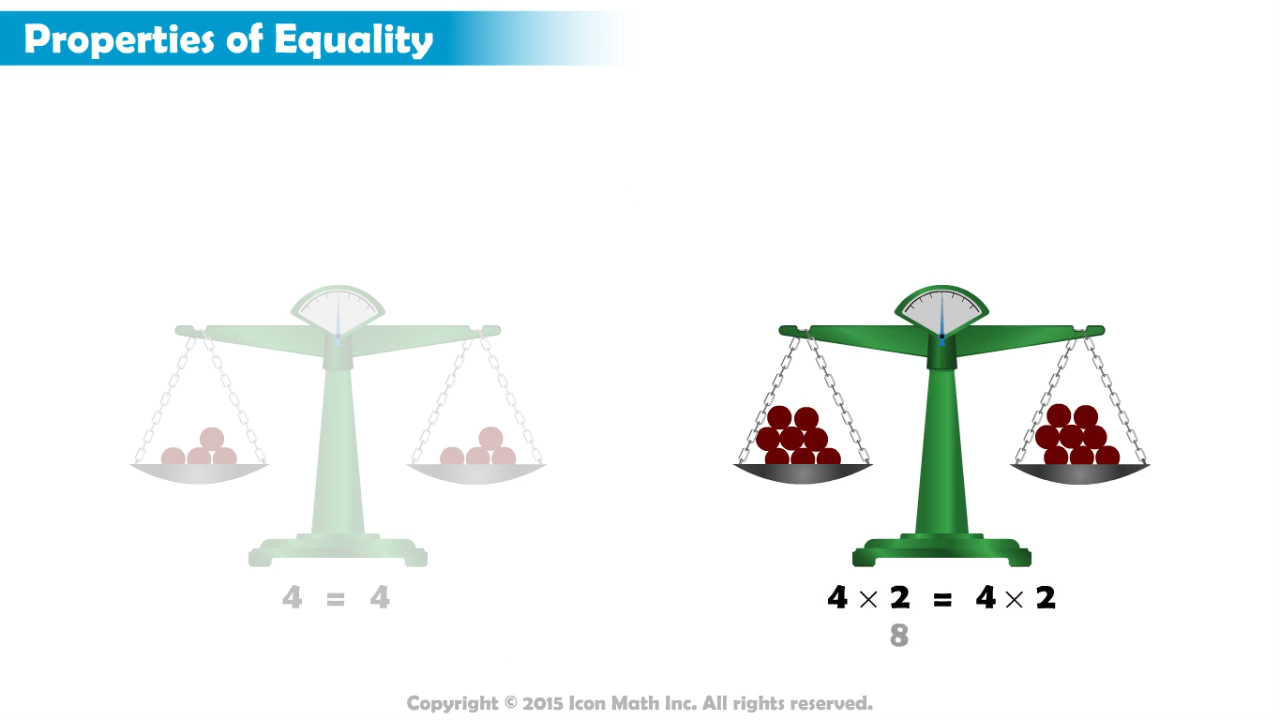 Properties of Equality
4 = 4
4 × 2 = 4 × 2
8
Copyright © 2015 Icon Math Inc. All rights reserved.